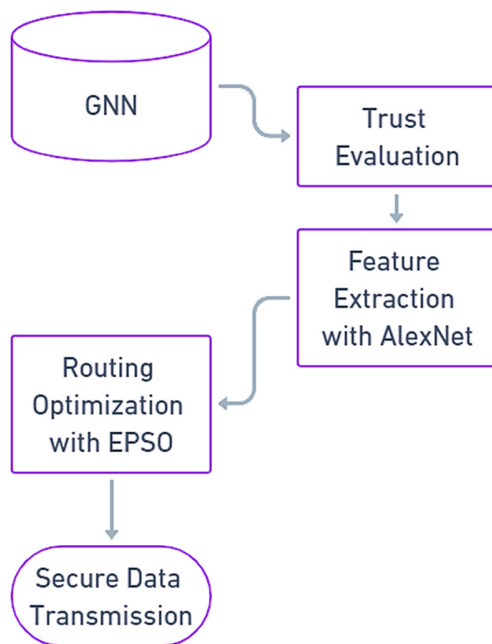 GNN
Trust
Evaluation
Feature
Extraction
with AlexNet
Routing
Optimization
with EPSO
Secure Data
Transmission